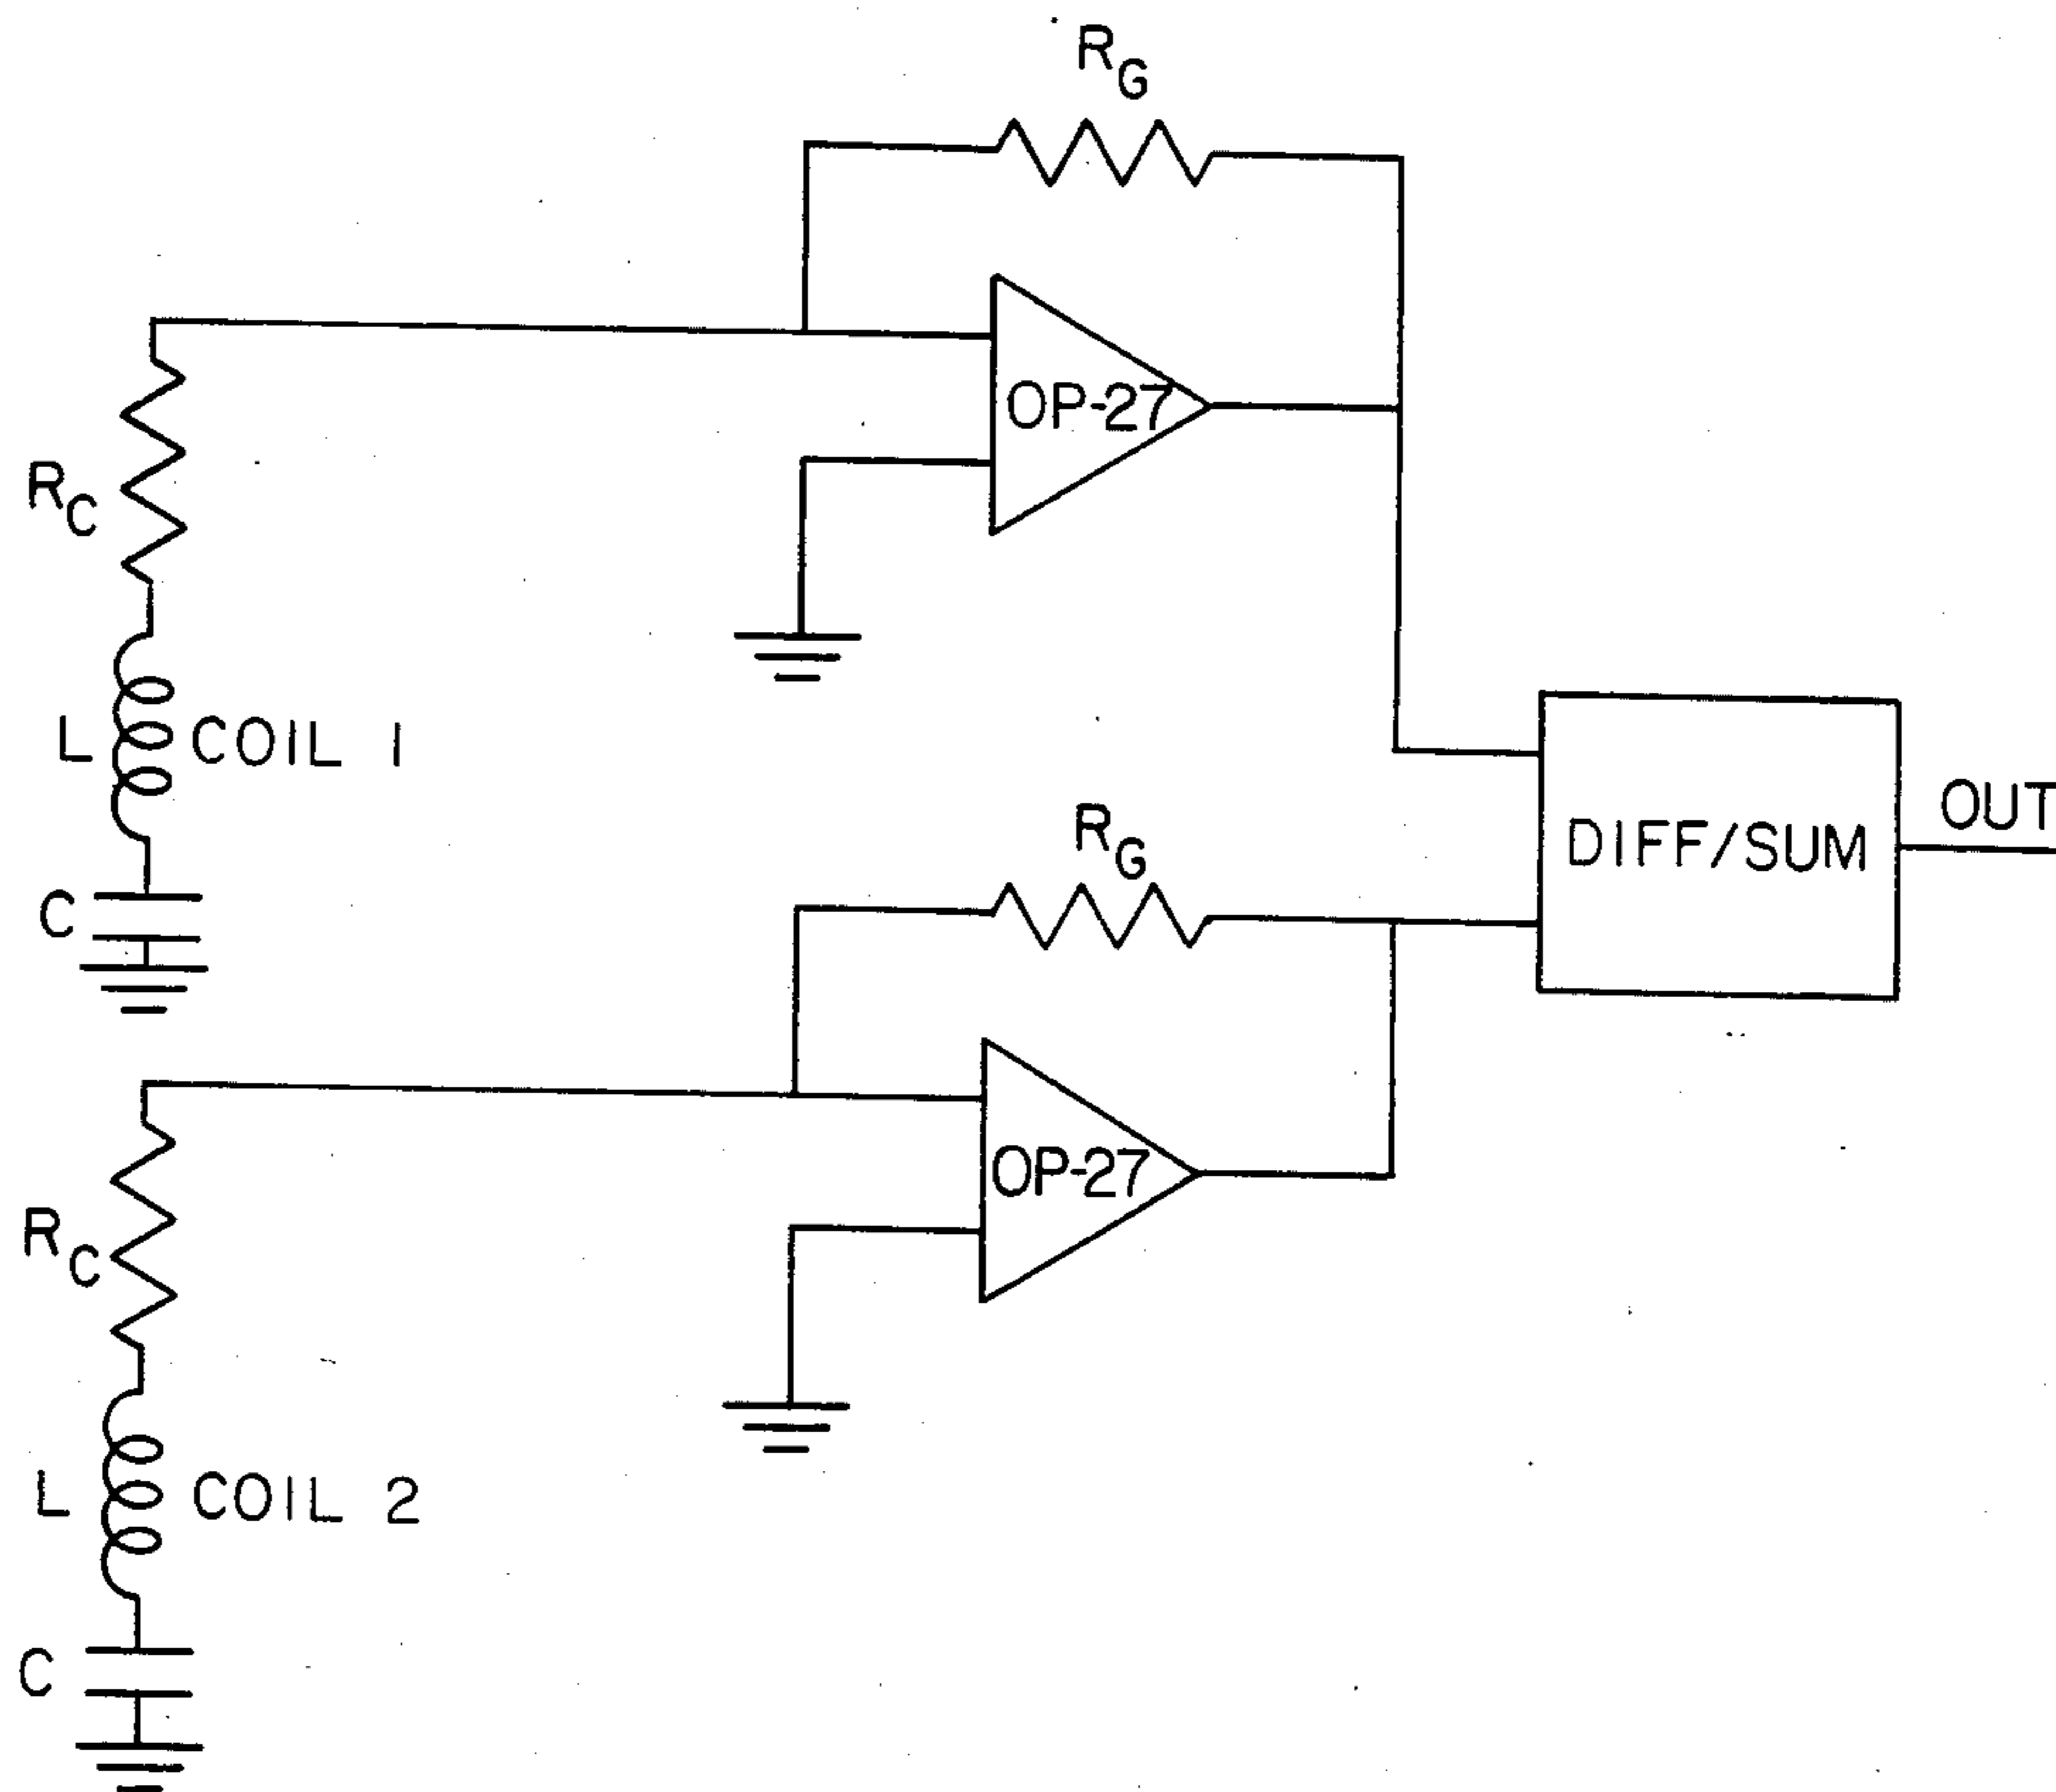 R_G
OP-27
R_C
L COIL 1
C
DIFF/SUM
OUT
R_G
OP-27
R_C
L COIL 2
C